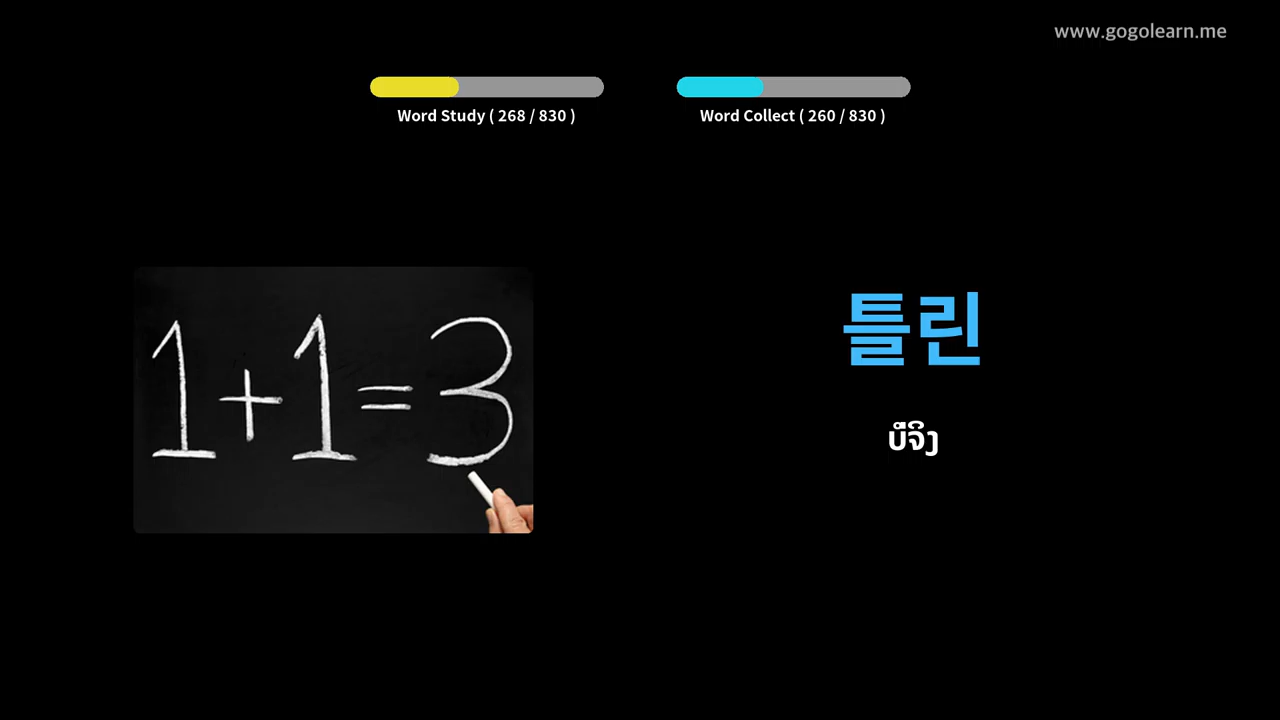 www.gogolearn.me
Word Study ( 268 / 830 )
Word Collect ( 260 / 830 )
1+1=3
틀린
ບໍ່ຈິງ